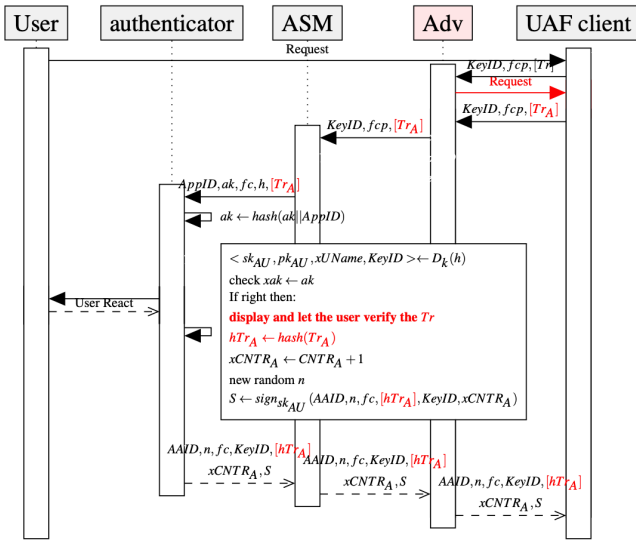 User authenticator ASM Adv UAF client
Request
KeyID, fcp, [Tr]
Request
KeyID, fcp, [Tr_A]
KeyID, fcp, [Tr_A]
AppID, ak, fc, h, [Tr_A]
ak ← hash(ak||AppID)
< sk_AU, pk_AU, xUName, KeyID > ← D_k(h)
check xak ← ak
If right then:
display and let the user verify the Tr
hTr_A ← hash(Tr_A)
xCNTR_A ← CNTR_A + 1
new random n
S ← sign_sk_AU (AAID, n, fc, [hTr_A], KeyID, xCNTR_A)
User React
AAID, n, fc, KeyID, [hTr_A]
xCNTR_A, S
AAID, n, fc, KeyID, [hTr_A]
xCNTR_A, S
AAID, n, fc, KeyID, [hTr_A]
xCNTR_A, S